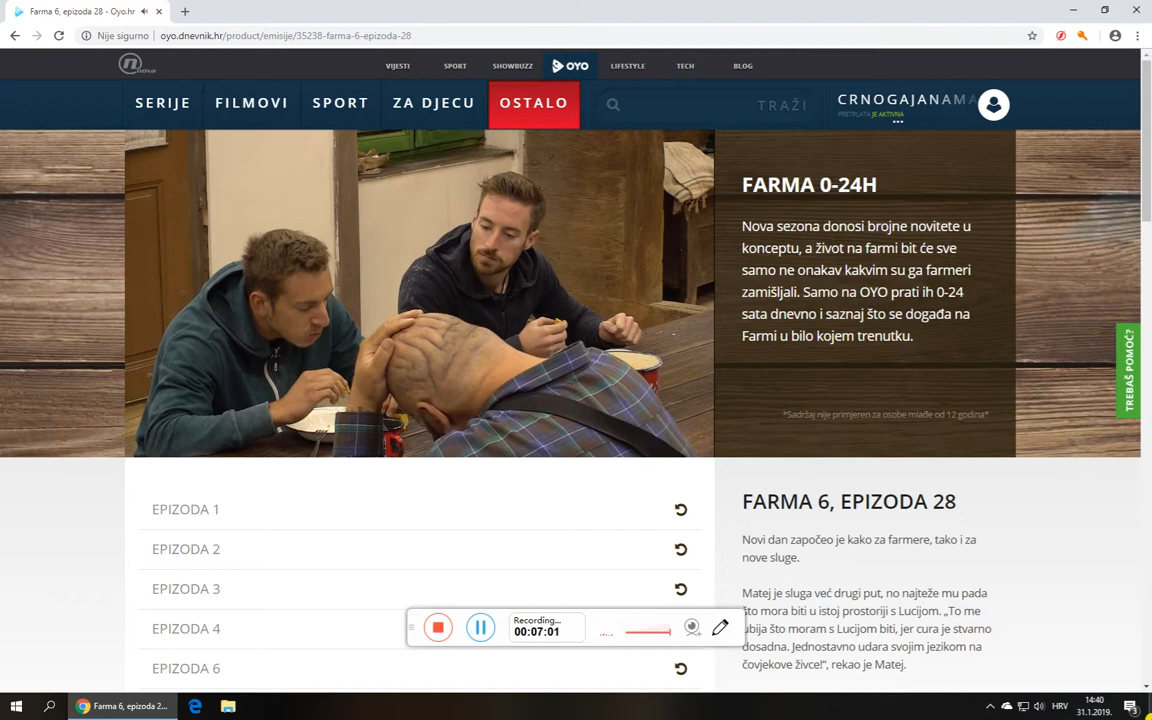 Farma 6, epizoda 28 - Oyo.hr
Nije sigurno
oyo.dnevnik.hr/product/emisije/35238-farma-6-epizoda-28
nova
VIJESTI
SPORT
SHOWBUZZ
OYO
LIFESTYLE
TECH
BLOG
SERIJE
FILMOVI
SPORT
ZA DJECU
OSTALO
TRAŽI
CRNOGAJANAMA
PRETPLATA JE AKTIVNA
FARMA 0-24H
Nova sezona donosi brojne novitete u
konceptu, a život na farmi bit će sve
samo ne onakav kakvim su ga farmeri
zamišljali. Samo na OYO prati ih 0-24
sata dnevno i saznaj što se događa na
Farmi u bilo kojem trenutku.
*Sadržaj nije primjeren za osobe mlađe od 12 godina*
TREBAŠ POMOĆ?
EPIZODA 1
EPIZODA 2
EPIZODA 3
EPIZODA 4
EPIZODA 6
FARMA 6, EPIZODA 28
Novi dan započeo je kako za farmere, tako i za
nove sluge.
Matej je sluga već drugi put, no najteže mu pada
što mora biti u istoj prostoriji s Lucijom. „To me
ubija što moram s Lucijom biti, jer cura je stvarno
dosadna. Jednostavno udara svojim jezikom na
čovjekove živce!“, rekao je Matej.
Recording...
00:07:01
Farma 6, epizoda 2...
HRV
14:40
31.1.2019.
3